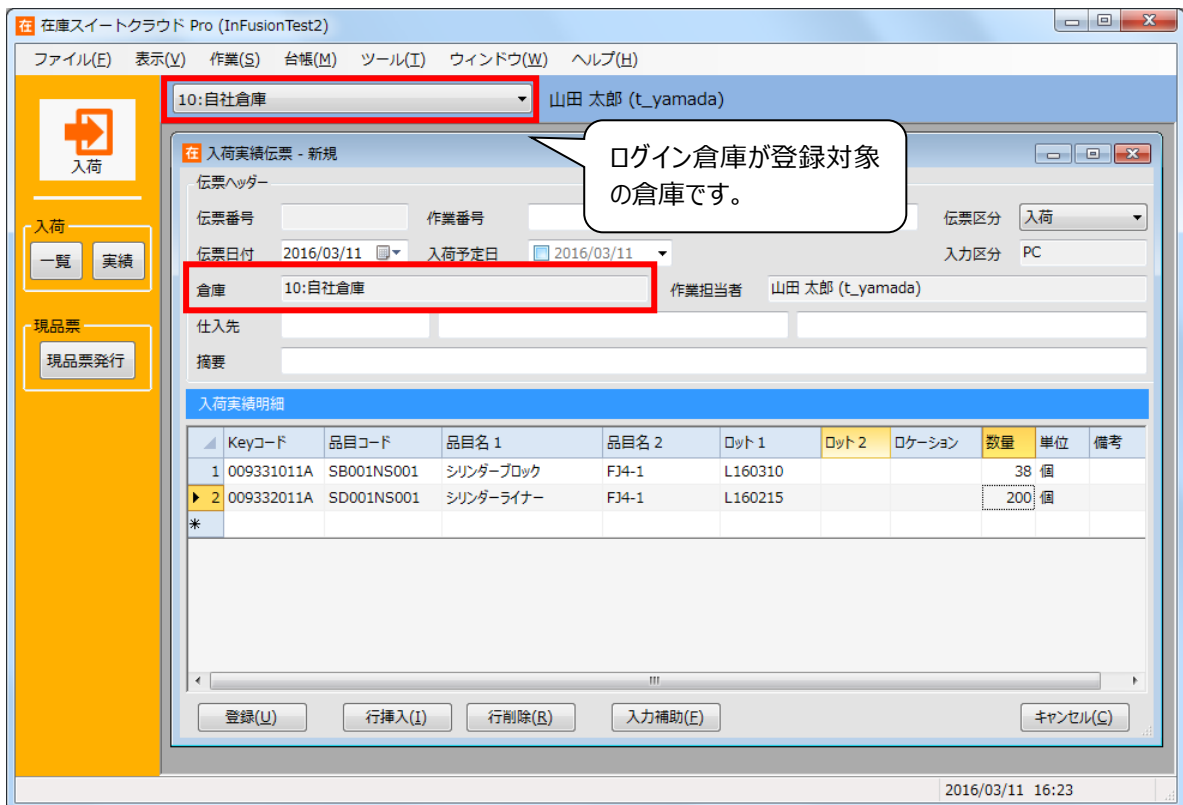 在 在庫スイートクラウド Pro (InFusionTest2)
ファイル(F) 表示(V) 作業(S) 台帳(M) ツール(T) ウィンドウ(W) ヘルプ(H)
10:自社倉庫 山田 太郎 (t_yamada)
入荷
入荷
一覧 実績
現品票
現品票発行
ログイン倉庫が登録対象
の倉庫です。
在 入荷実績伝票 - 新規
伝票ヘッダー
伝票番号 作業番号 伝票区分 入荷
伝票日付 2016/03/11 入荷予定日 2016/03/11 入力区分 PC
倉庫 10:自社倉庫 作業担当者 山田 太郎 (t_yamada)
仕入先
摘要
入荷実績明細
Keyコード 品目コード 品目名 1 品目名 2 ロット 1 ロット 2 ロケーション 数量 単位 備考
1 009331011A SB001NS001 シリンダーブロック FJ4-1 L160310 38 個
2 009332011A SD001NS001 シリンダーライナー FJ4-1 L160215 200 個
登録(U) 行挿入(I) 行削除(R) 入力補助(F) キャンセル(C)
2016/03/11 16:23